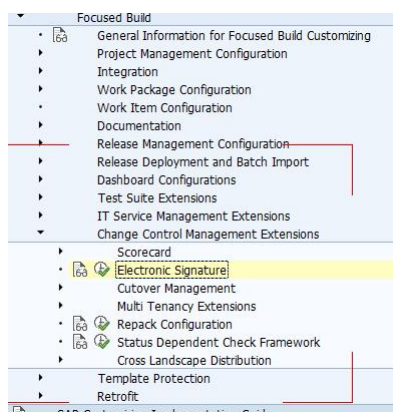 Focused Build
General Information for Focused Build Customizing
Project Management Configuration
Integration
Work Package Configuration
Work Item Configuration
Documentation
Release Management Configuration
Release Deployment and Batch Import
Dashboard Configurations
Test Suite Extensions
IT Service Management Extensions
Change Control Management Extensions
Scorecard
Electronic Signature
Cutover Management
Multi Tenancy Extensions
Repack Configuration
Status Dependent Check Framework
Cross Landscape Distribution
Template Protection
Retrofit